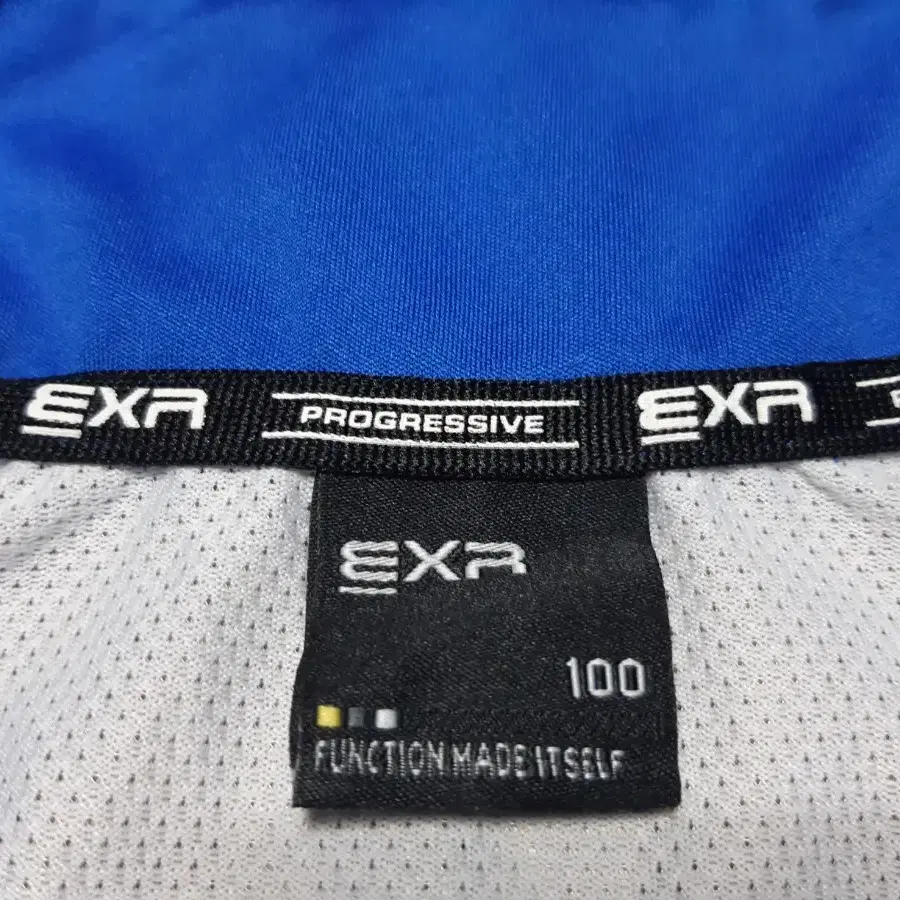 EXR PROGRESSIVE EXR
EXR
100
FUNCTION MADE ITSELF